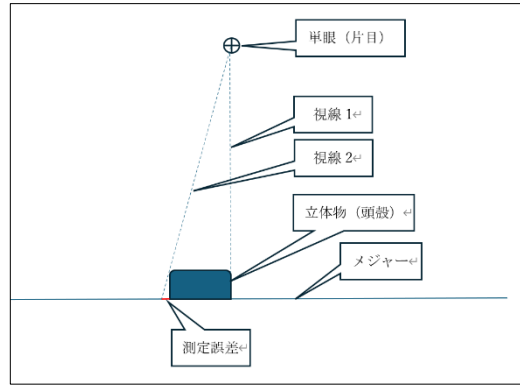 単眼（片目）
視線 1↵
視線 2↵
立体物（頭殻）↵
メジャー↵
測定誤差↵